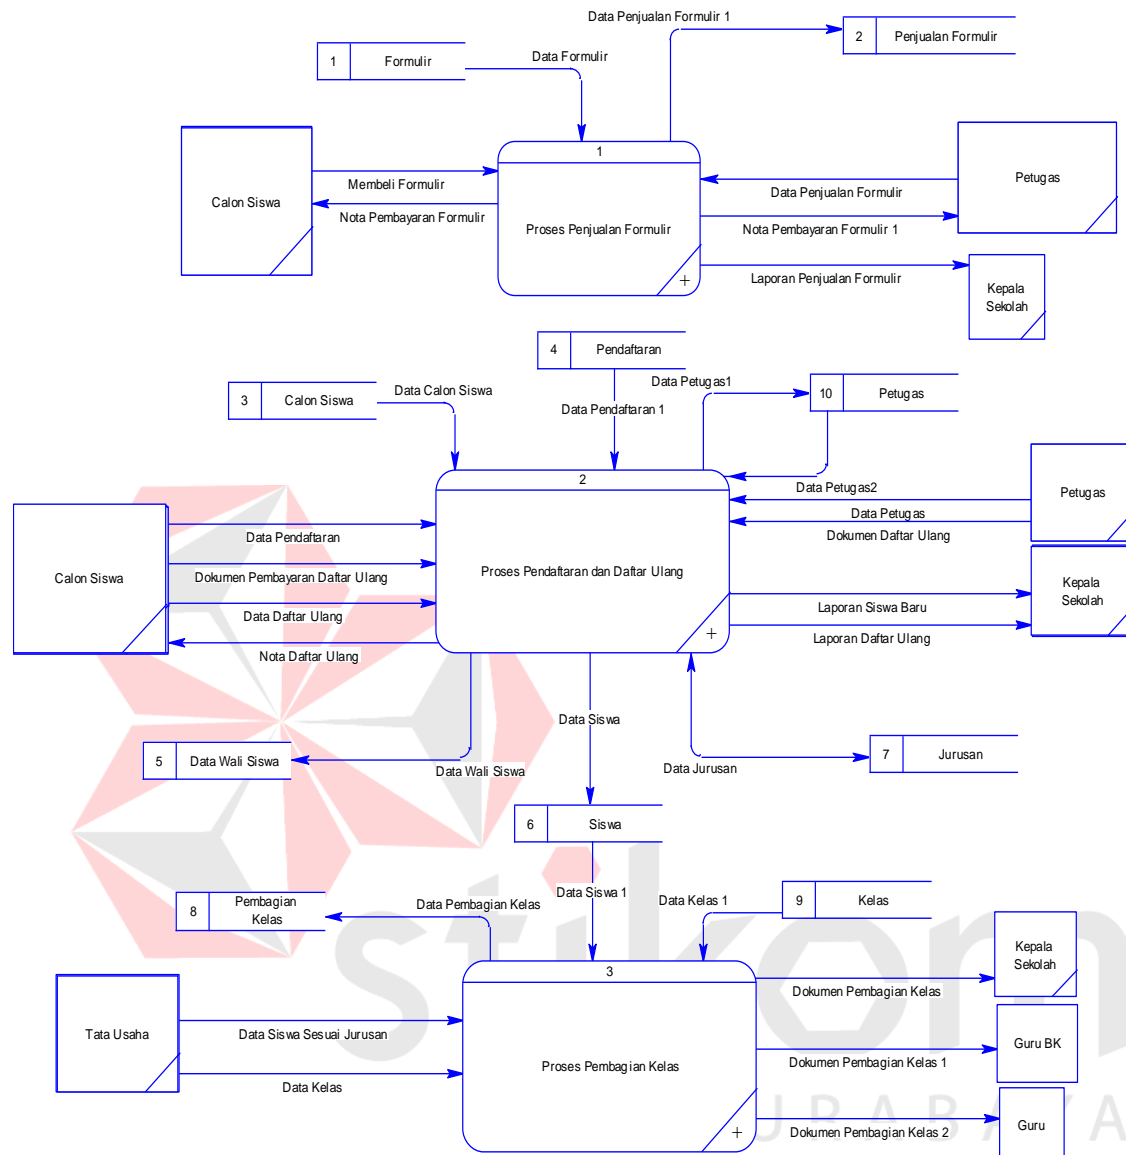 Data Penjualan Formulir 1
2 Penjualan Formulir
1 Formulir
Data Formulir
1
Calon Siswa
Membeli Formulir
Nota Pembayaran Formulir
Proses Penjualan Formulir
+
Data Penjualan Formulir
Nota Pembayaran Formulir 1
Laporan Penjualan Formulir
Petugas
Kepala
Sekolah
4 Pendaftaran
3 Calon Siswa
Data Calon Siswa
Data Pendaftaran 1
Data Petugas1
10 Petugas
2
Data Petugas2
Data Petugas
Dokumen Daftar Ulang
Petugas
Calon Siswa
Data Pendaftaran
Dokumen Pembayaran Daftar Ulang
Data Daftar Ulang
Nota Daftar Ulang
Proses Pendaftaran dan Daftar Ulang
+
Laporan Siswa Baru
Laporan Daftar Ulang
Kepala
Sekolah
Data Siswa
5 Data Wali Siswa
Data Wali Siswa
Data Jurusan
7 Jurusan
6 Siswa
8 Pembagian
Kelas
Data Pembagian Kelas
Data Siswa 1
Data Kelas 1
9 Kelas
3
Tata Usaha
Data Siswa Sesuai Jurusan
Data Kelas
Proses Pembagian Kelas
+
Dokumen Pembagian Kelas
Dokumen Pembagian Kelas 1
Dokumen Pembagian Kelas 2
Kepala
Sekolah
Guru BK
Guru
stikom
SURABAYA